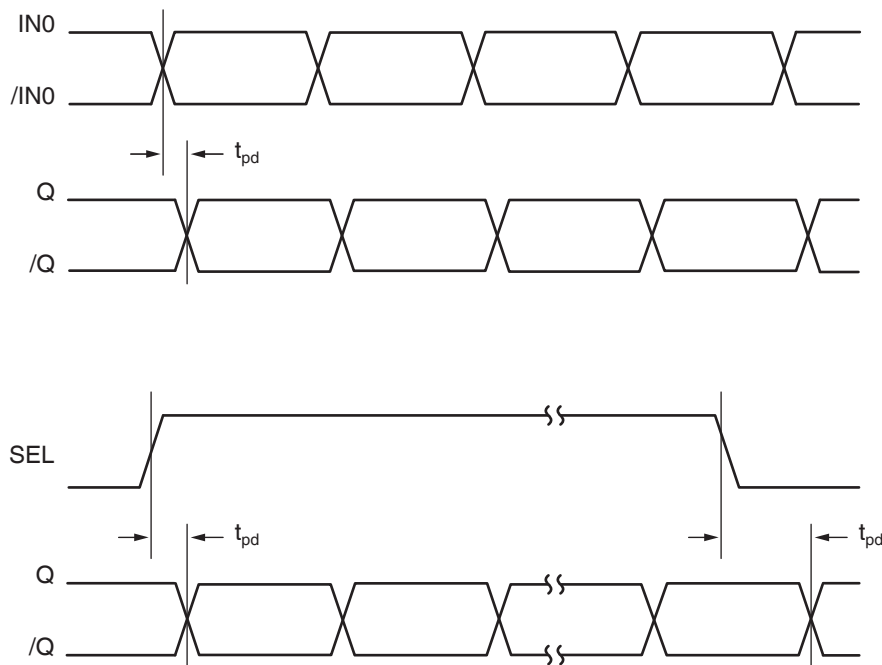 IN0
/IN0
t_pd
Q
/Q
SEL
t_pd t_pd
Q
/Q